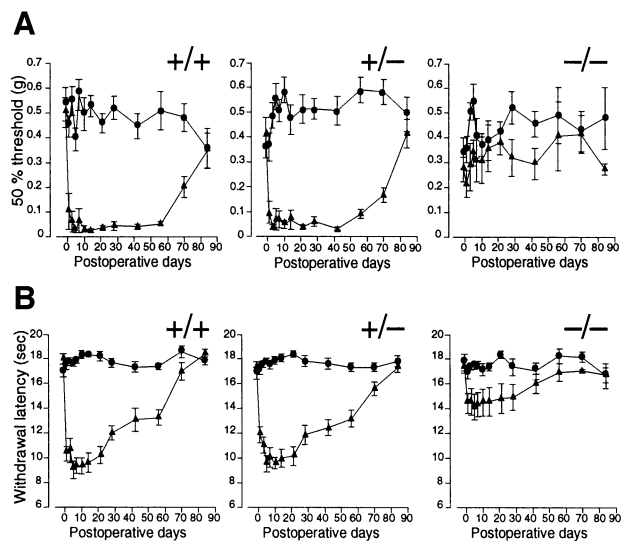 A
+/+ +/− −/−
50 % threshold (g)
0.7 0.7 0.7
0.6 0.6 0.6
0.5 0.5 0.5
0.4 0.4 0.4
0.3 0.3 0.3
0.2 0.2 0.2
0.1 0.1 0.1
0 0 0
0 10 20 30 40 50 60 70 80 90 0 10 20 30 40 50 60 70 80 90 0 10 20 30 40 50 60 70 80 90
Postoperative days Postoperative days Postoperative days
B
+/+ +/− −/−
Withdrawal latency (sec)
20 20 20
18 18 18
16 16 16
14 14 14
12 12 12
10 10 10
8 8 8
6 6 6
0 10 20 30 40 50 60 70 80 90 0 10 20 30 40 50 60 70 80 90 0 10 20 30 40 50 60 70 80 90
Postoperative days Postoperative days Postoperative days